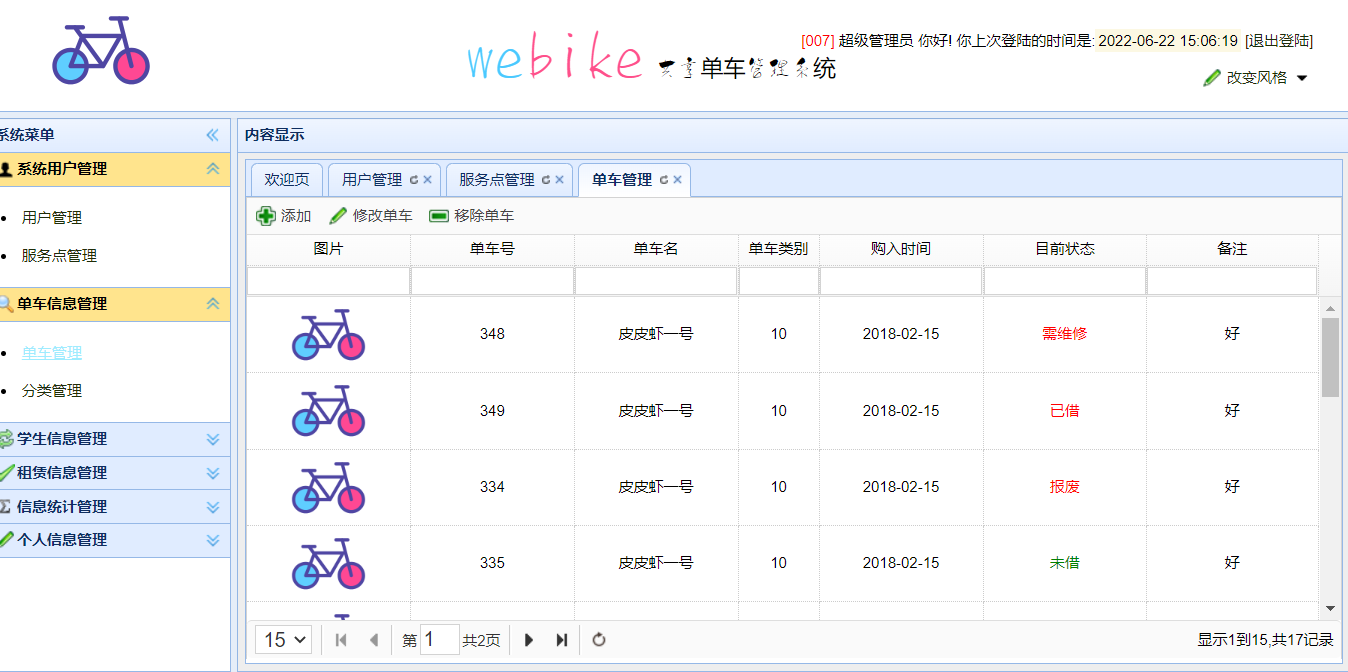 [007] 超级管理员 你好! 你上次登陆的时间是: 2022-06-22 15:06:19 [退出登陆]
webike 共享单车管理系统
改变风格
系统菜单
系统用户管理
用户管理
服务点管理
单车信息管理
单车管理
分类管理
学生信息管理
租赁信息管理
信息统计管理
个人信息管理
内容显示
欢迎页 用户管理 服务点管理 单车管理
添加 修改单车 移除单车
图片 单车号 单车名 单车类别 购入时间 目前状态 备注
348 皮皮虾一号 10 2018-02-15 需维修 好
349 皮皮虾一号 10 2018-02-15 已借 好
334 皮皮虾一号 10 2018-02-15 报废 好
335 皮皮虾一号 10 2018-02-15 未借 好
15 第 1 共2页 显示1到15,共17记录